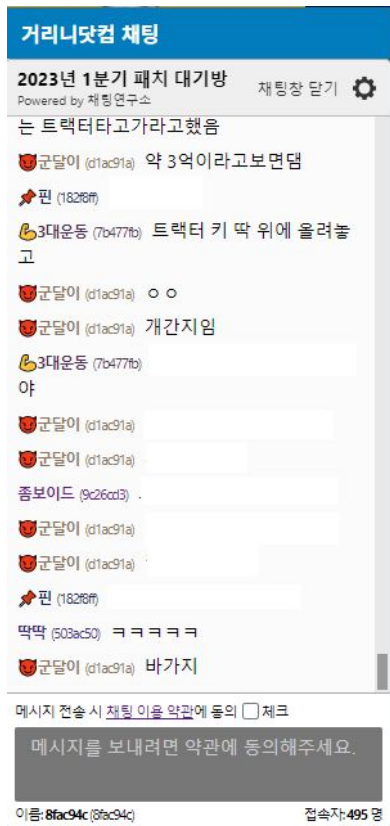 거리니닷컴 채팅
2023년 1분기 패치 대기방
Powered by 채팅연구소
채팅창 닫기
는 트랙터타고가라고했음
군달이 (d1ac91a) 약 3억이라고보면댐
핀 (182f8ff)
3대운동 (7b477fb) 트랙터 키 딱 위에 올려놓
고
군달이 (d1ac91a) ㅇㅇ
군달이 (d1ac91a) 개간지임
3대운동 (7b477fb)
야
군달이 (d1ac91a)
군달이 (d1ac91a)
좀보이드 (9c26cd3) .
군달이 (d1ac91a)
군달이 (d1ac91a)
핀 (182f8ff)
딱딱 (503ac50) ㅋㅋㅋㅋㅋ
군달이 (d1ac91a) 바가지
메시지 전송 시 채팅 이용 약관에 동의 체크
메시지를 보내려면 약관에 동의해주세요.
이름: 8fac94c (8fac94c) 접속자: 495 명